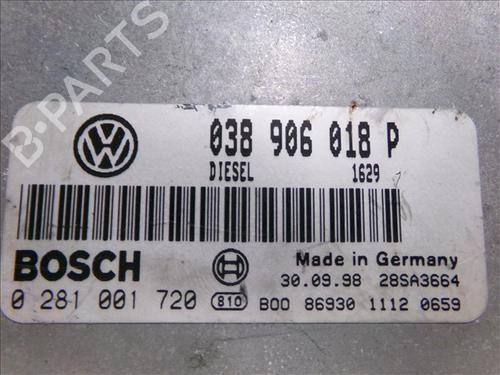 B-PARTS
038 906 018 P
DIESEL 1629
BOSCH
Made in Germany
30.09.98 28SA3664
0 281 001 720 810 BOO 86930 1112 0659